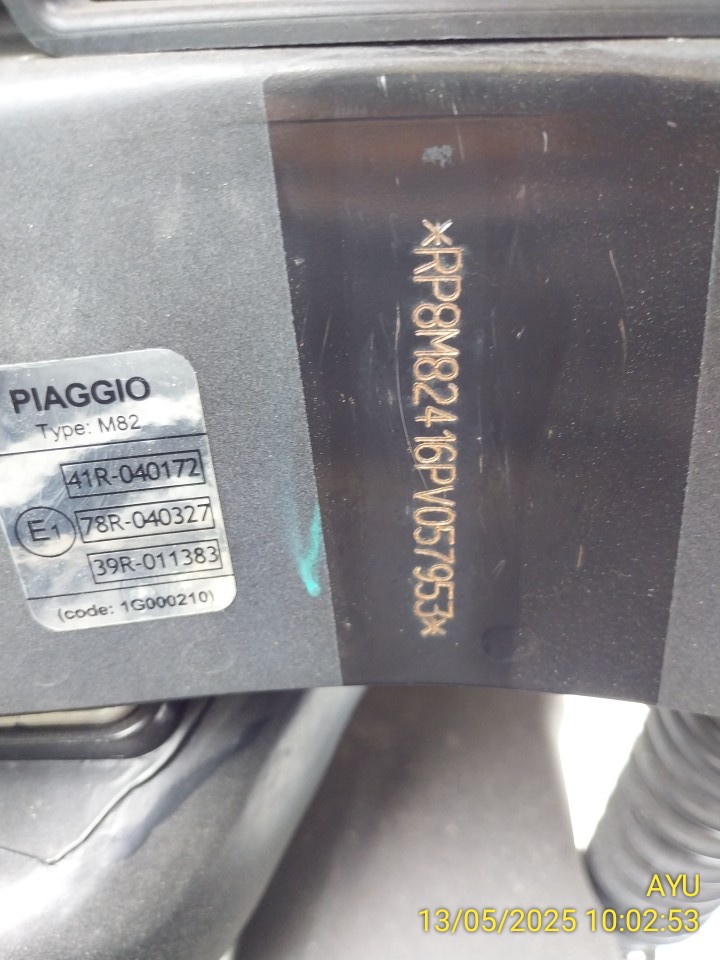 PIAGGIO
Type: M82
41R-040172
E1
78R-040327
39R-011383
(code: 1G000210)
*RP8M82416PV057953*
AYU
13/05/2025 10:02:53